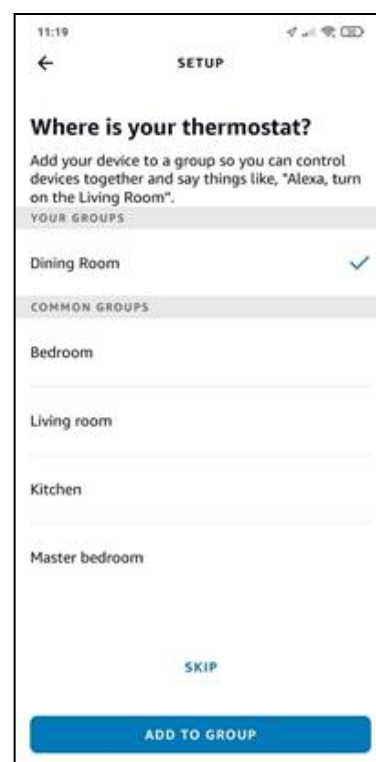 11:19
SETUP
Where is your thermostat?
Add your device to a group so you can control
devices together and say things like, "Alexa, turn
on the Living Room".
YOUR GROUPS
Dining Room
COMMON GROUPS
Bedroom
Living room
Kitchen
Master bedroom
SKIP
ADD TO GROUP